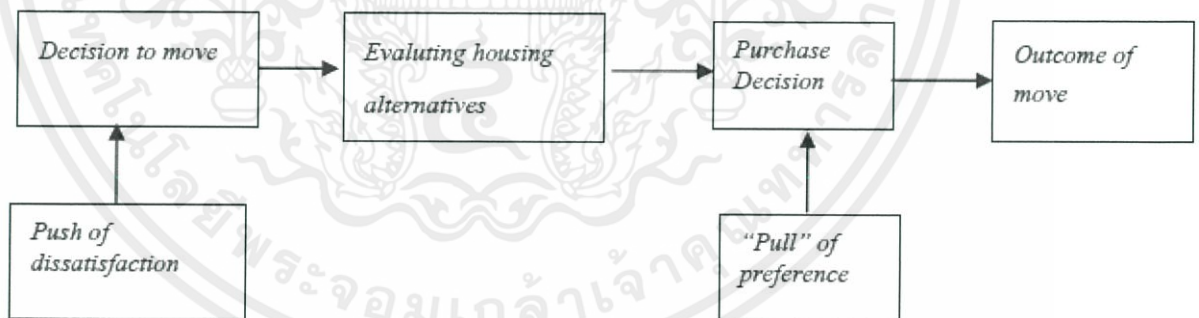 Decision to move
Evaluting housing
alternatives
Purchase
Decision
Outcome of
move
Push of
dissatisfaction
"Pull" of
preference